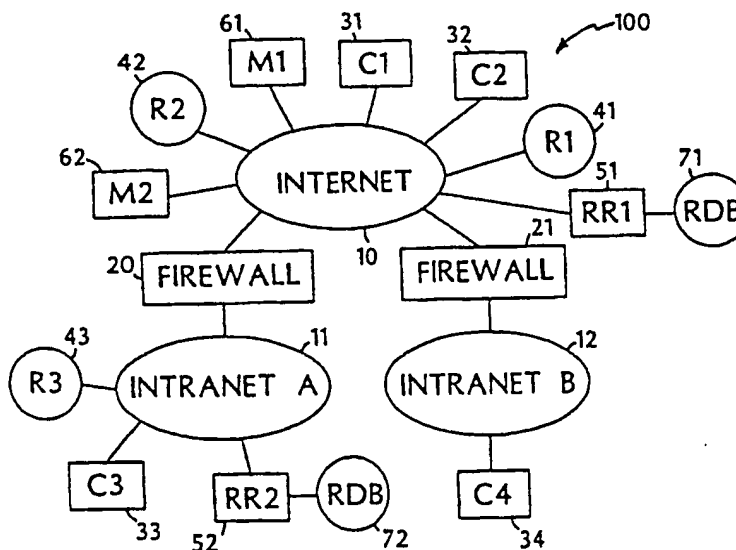 61
31
32
100
42
M1
C1
C2
R2
41
R1
62
INTERNET
51
71
M2
RR1
RDB
20
FIREWALL
10
21
FIREWALL
43
11
12
R3
INTRANET A
INTRANET B
C3
RR2
RDB
C4
33
52
72
34